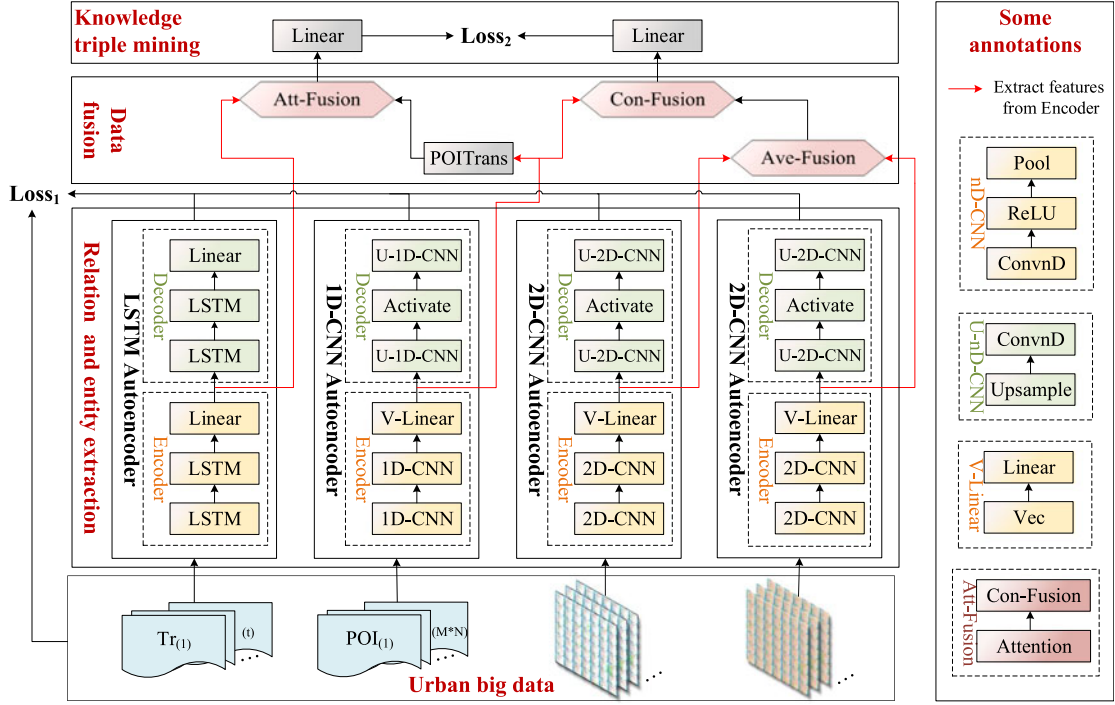 Knowledge
triple mining
Linear
Loss2
Linear
Data
fusion
Att-Fusion
Con-Fusion
POITrans
Ave-Fusion
Loss1
Relation and entity extraction
LSTM Autoencoder
Decoder
Linear
LSTM
LSTM
Encoder
Linear
LSTM
LSTM
1D-CNN Autoencoder
Decoder
U-1D-CNN
Activate
U-1D-CNN
Encoder
V-Linear
1D-CNN
1D-CNN
2D-CNN Autoencoder
Decoder
U-2D-CNN
Activate
U-2D-CNN
Encoder
V-Linear
2D-CNN
2D-CNN
2D-CNN Autoencoder
Decoder
U-2D-CNN
Activate
U-2D-CNN
Encoder
V-Linear
2D-CNN
2D-CNN
Tr(1)
(t)
...
POI(1)
(M*N)
...
...
...
Urban big data
Some
annotations
Extract features
from Encoder
nD-CNN
Pool
ReLU
ConvnD
U-nD-CNN
ConvnD
Upsample
V-Linear
Linear
Vec
Att-Fusion
Con-Fusion
Attention